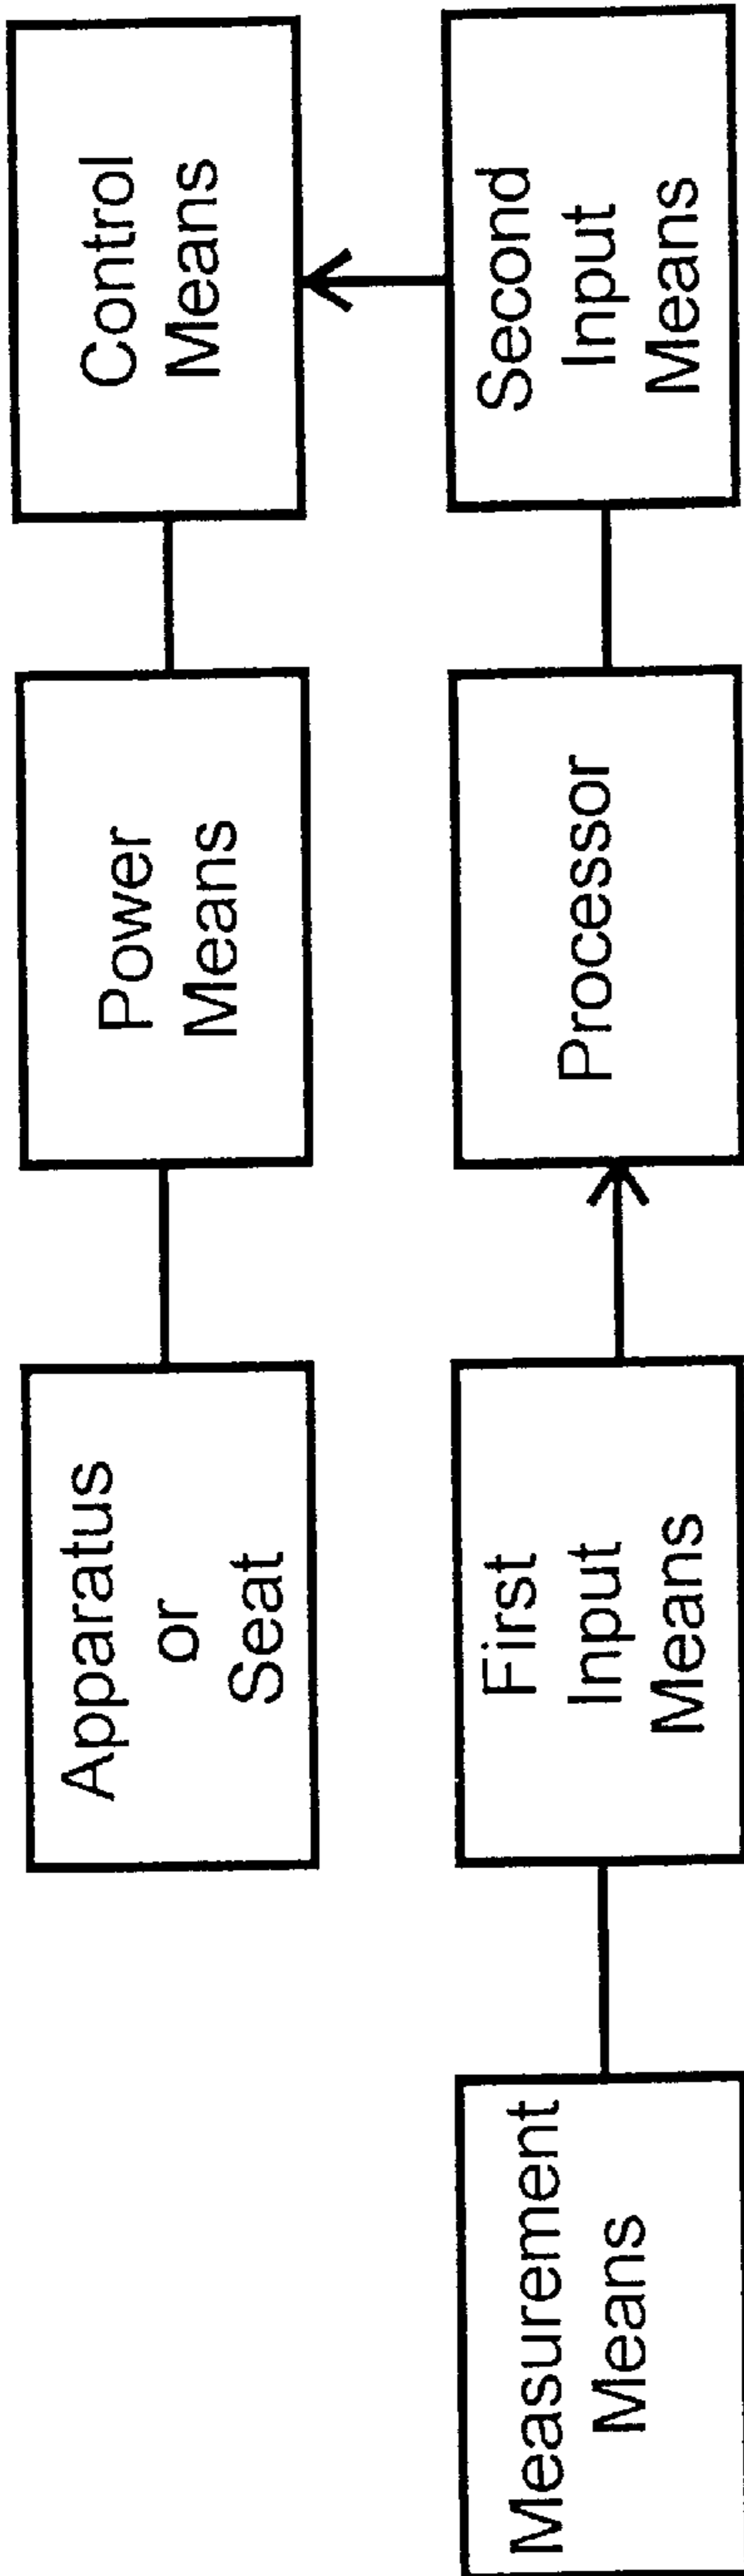 Apparatus
or
Seat
Power
Means
Control
Means
Measurement
Means
First
Input
Means
Processor
Second
Input
Means